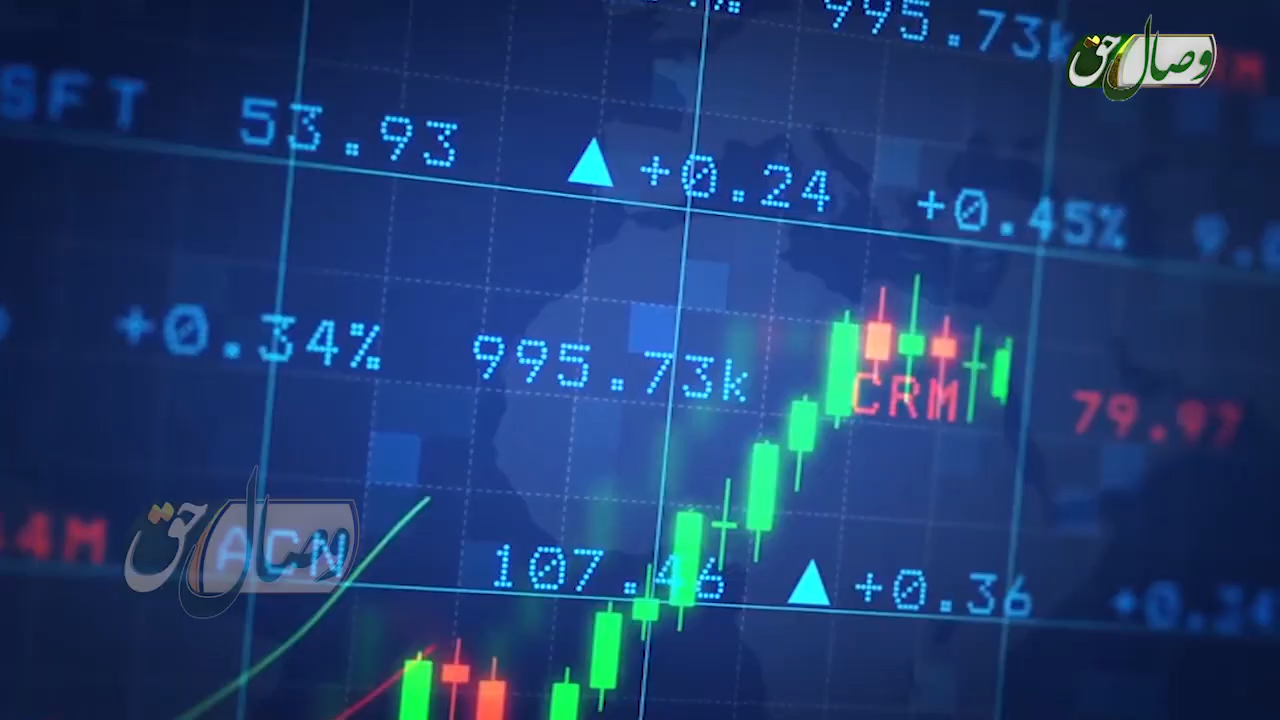 995.73k
وصال حق
SFT 53.93 +0.24 +0.45%
+0.34% 995.73k
CRM 79.97
44M
وصال حق
ACN 107.46 +0.36